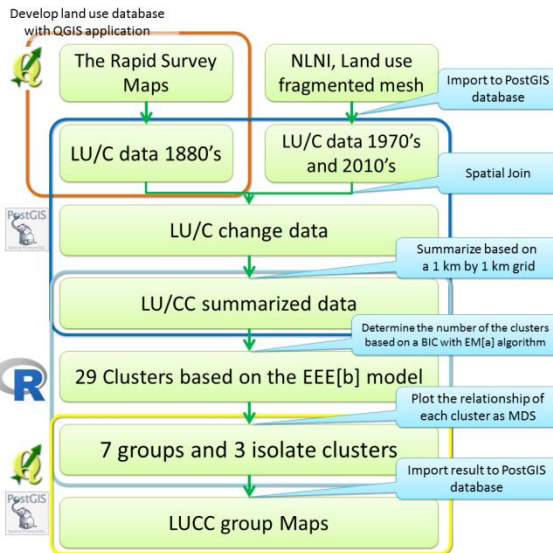 Develop land use database
with QGIS application
The Rapid Survey
Maps
NLNI, Land use
fragmented mesh
Import to PostGIS
database
LU/C data 1880's
LU/C data 1970's
and 2010's
Spatial Join
PostGIS
LU/C change data
Summarize based on
a 1 km by 1 km grid
LU/CC summarized data
Determine the number of the clusters
based on a BIC with EM[a] algorithm
R
29 Clusters based on the EEE[b] model
Plot the relationship of
each cluster as MDS
7 groups and 3 isolate clusters
Import result to PostGIS
database
PostGIS
LUCC group Maps